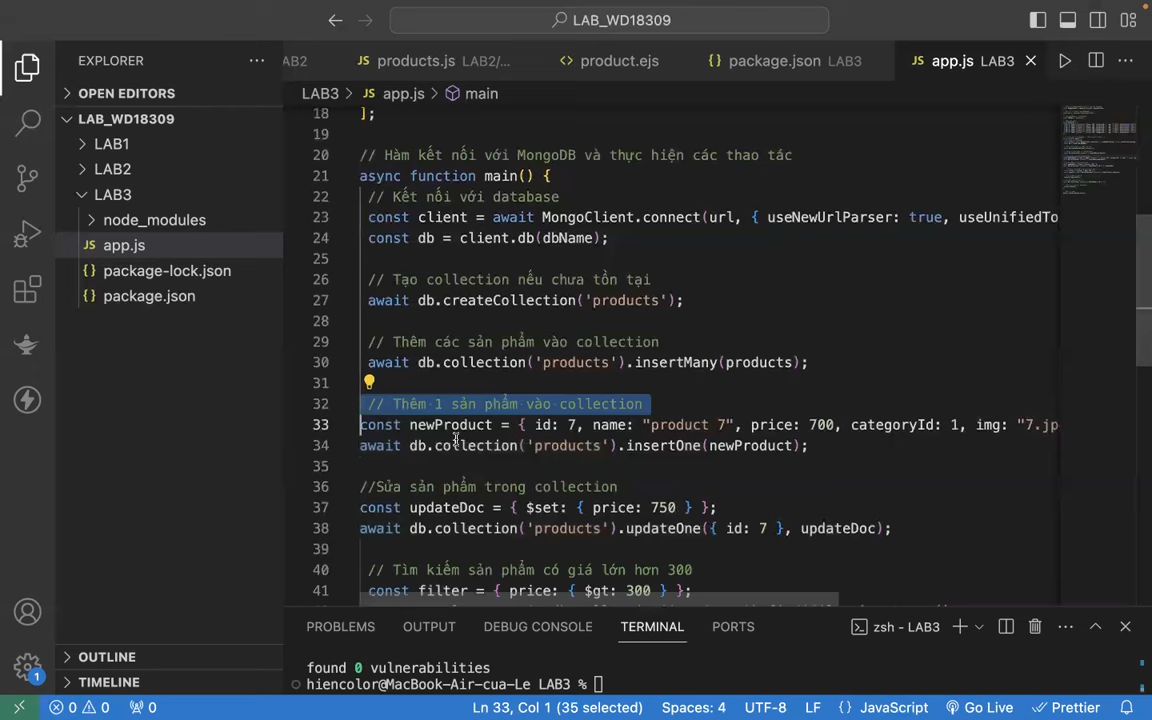 LAB_WD18309
EXPLORER
OPEN EDITORS
LAB_WD18309
LAB1
LAB2
LAB3
node_modules
JS app.js
{} package-lock.json
{} package.json
OUTLINE
TIMELINE
AB2
JS products.js LAB2/...
<> product.ejs
{} package.json LAB3
JS app.js LAB3
LAB3 > JS app.js > main
18 ];
19
20 // Hàm kết nối với MongoDB và thực hiện các thao tác
21 async function main() {
22 // Kết nối với database
23 const client = await MongoClient.connect(url, { useNewUrlParser: true, useUnifiedTo
24 const db = client.db(dbName);
25
26 // Tạo collection nếu chưa tồn tại
27 await db.createCollection('products');
28
29 // Thêm các sản phẩm vào collection
30 await db.collection('products').insertMany(products);
31
32 // Thêm 1 sản phẩm vào collection
33 const newProduct = { id: 7, name: "product 7", price: 700, categoryId: 1, img: "7.jp
34 await db.collection('products').insertOne(newProduct);
35
36 //Sửa sản phẩm trong collection
37 const updateDoc = { $set: { price: 750 } };
38 await db.collection('products').updateOne({ id: 7 }, updateDoc);
39
40 // Tìm kiếm sản phẩm có giá lớn hơn 300
41 const filter = { price: { $gt: 300 } };
PROBLEMS OUTPUT DEBUG CONSOLE TERMINAL PORTS
zsh - LAB3
found 0 vulnerabilities
hiencolor@MacBook-Air-cua-Le LAB3 %
1
0 0 0 Ln 33, Col 1 (35 selected) Spaces: 4 UTF-8 LF {} JavaScript Go Live Prettier